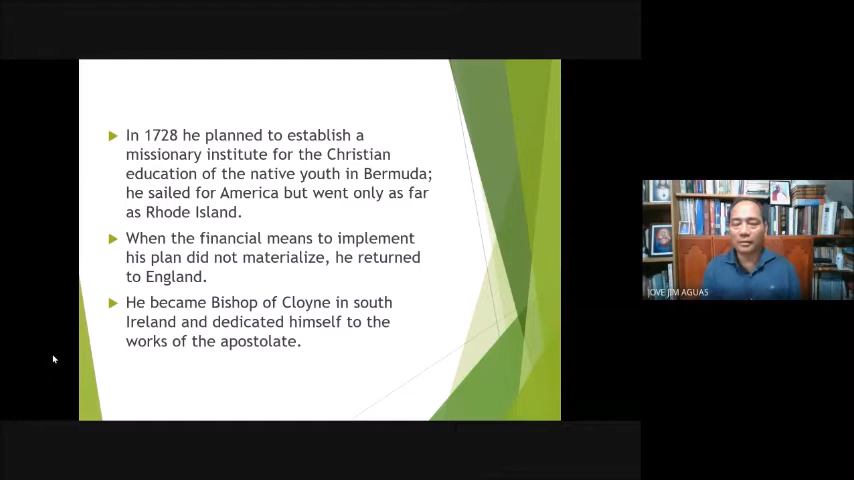 In 1728 he planned to establish a
missionary institute for the Christian
education of the native youth in Bermuda;
he sailed for America but went only as far
as Rhode Island.
When the financial means to implement
his plan did not materialize, he returned
to England.
He became Bishop of Cloyne in south
Ireland and dedicated himself to the
works of the apostolate.
JOVE JIM AGUAS